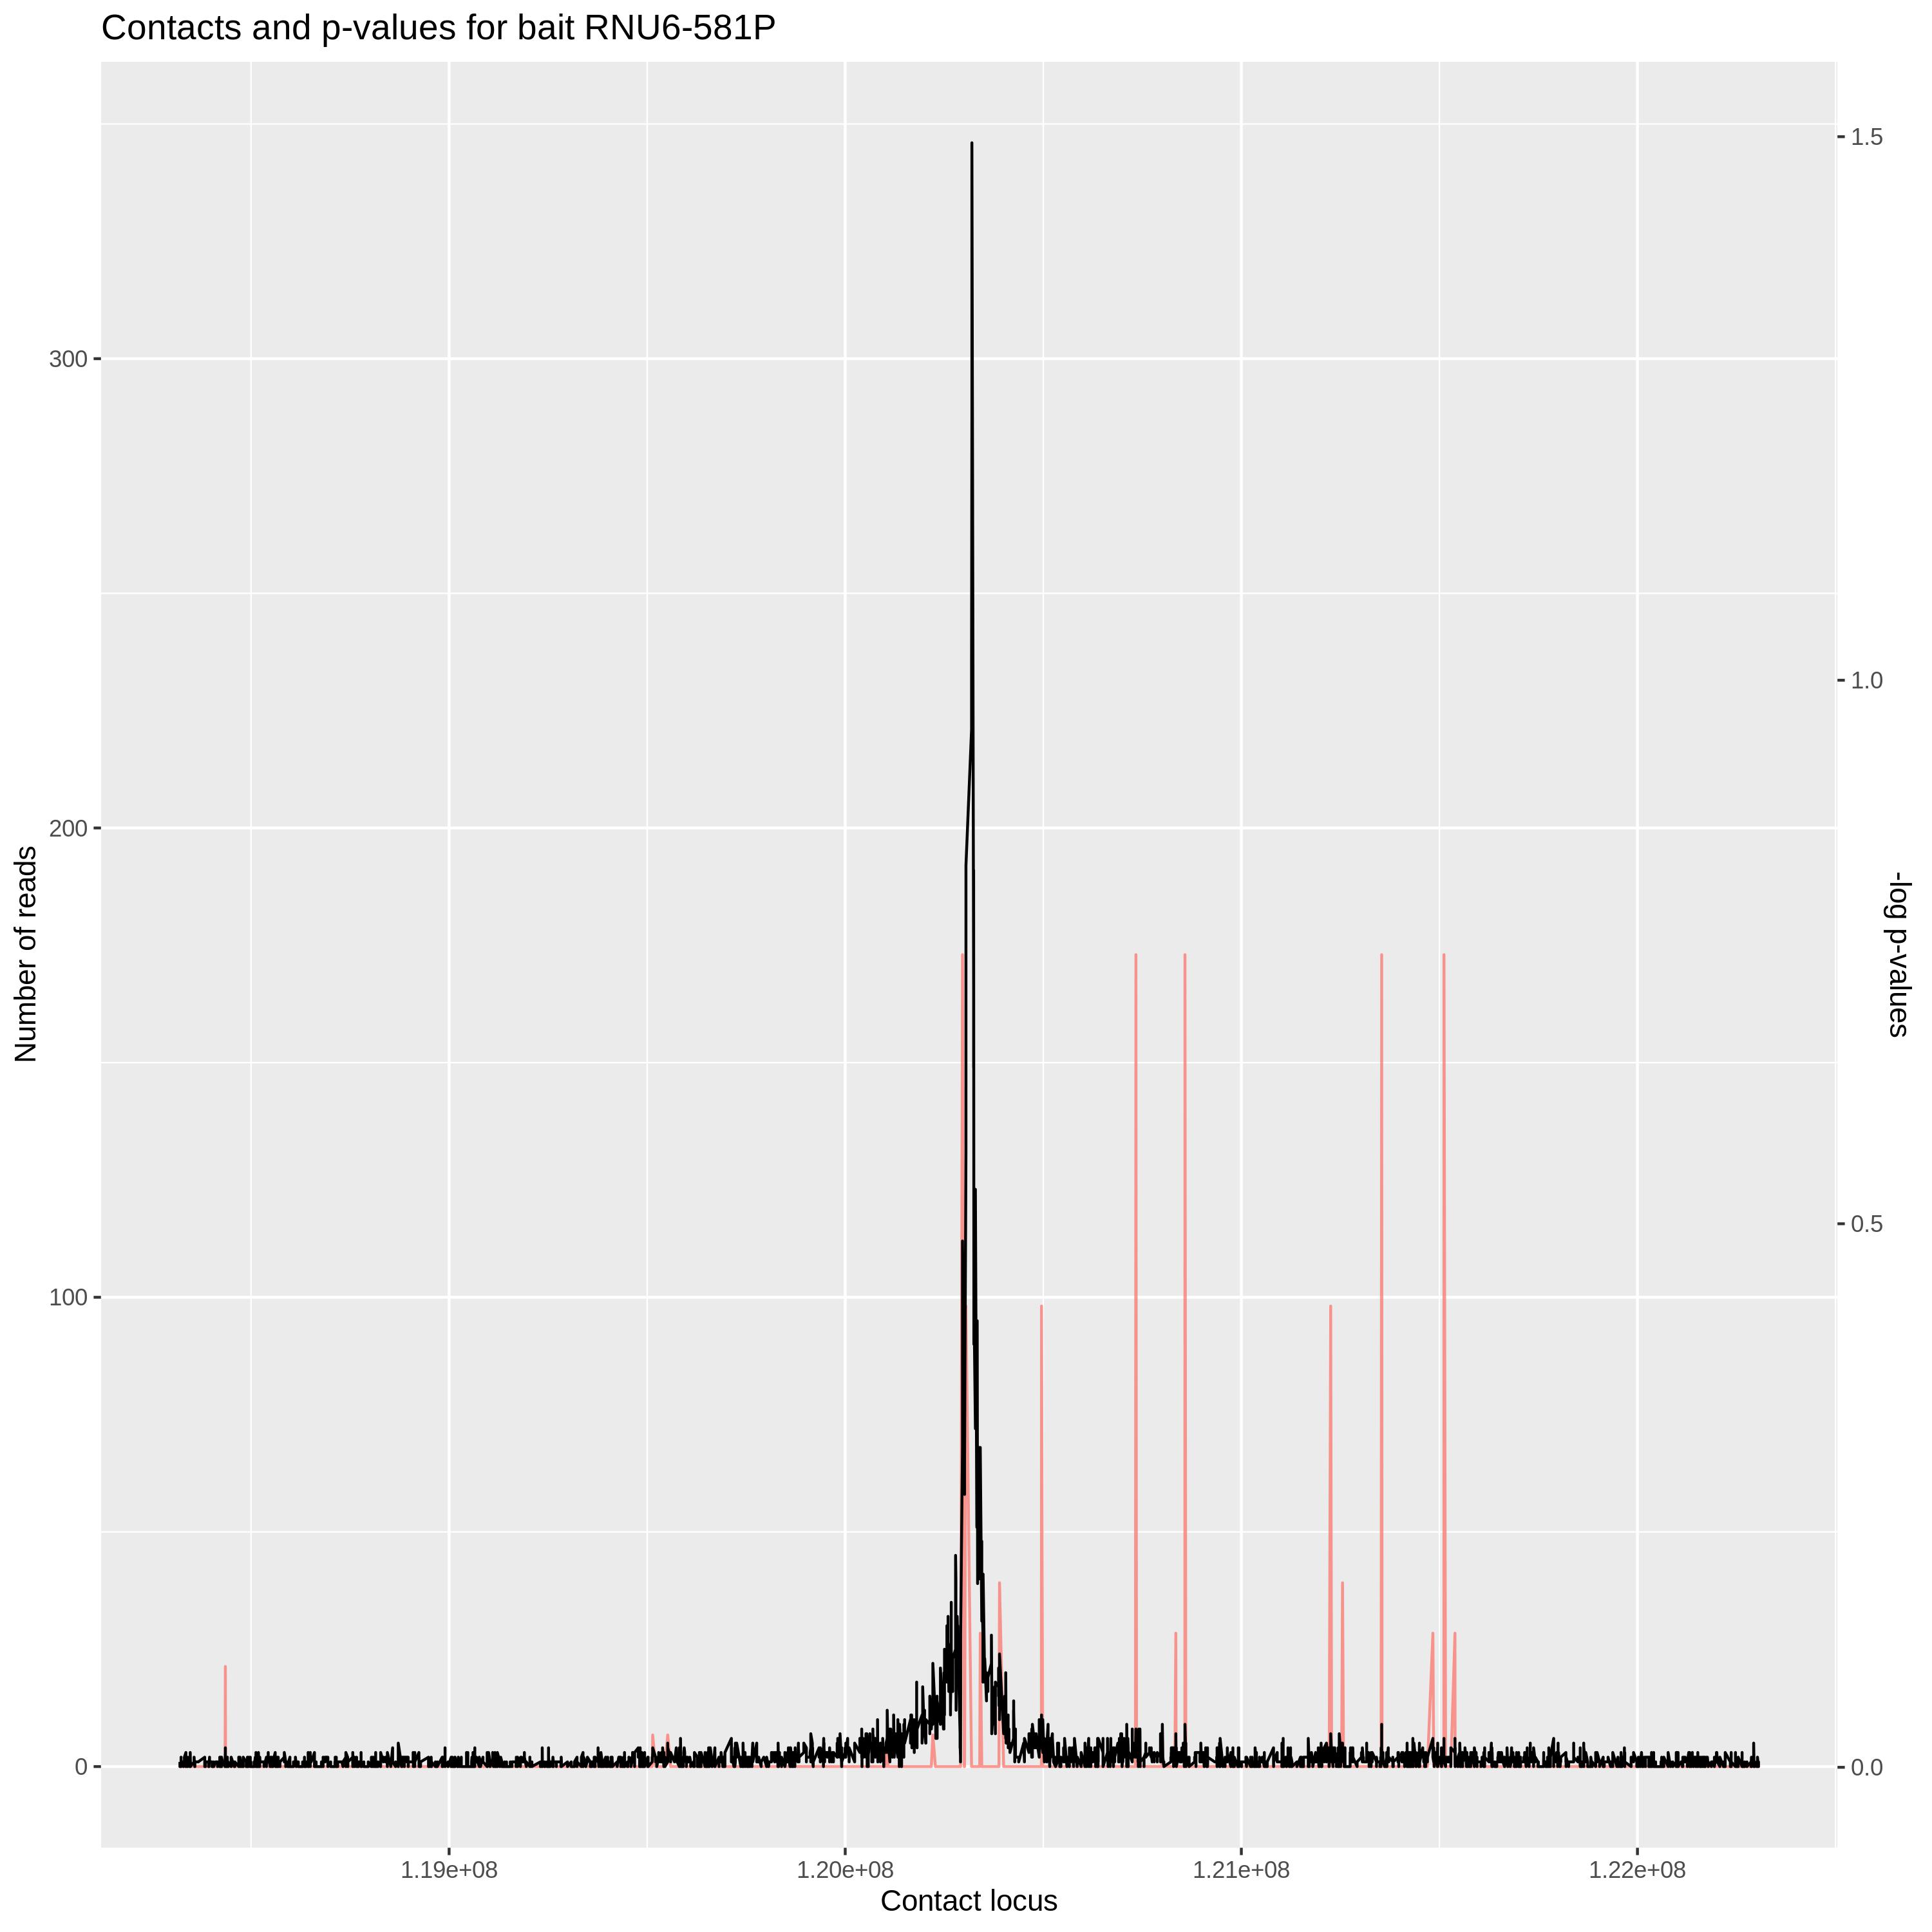 Contacts and p-values for bait RNU6-581P
300
200
100
0
Number of reads
1.5
1.0
0.5
0.0
-log p-values
1.19e+08
1.20e+08
1.21e+08
1.22e+08
Contact locus